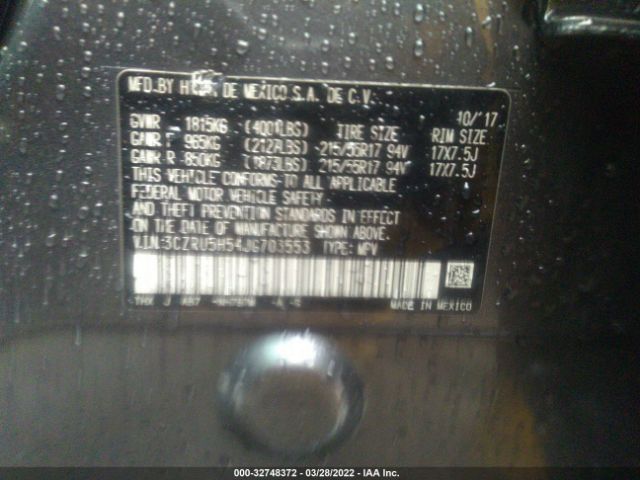 MFD.BY DE MEXICO S.A. DE C.V. 10/'17
GVWR 1815KG (4001LBS) TIRE SIZE RIM SIZE
GAWR F 965KG (2127LBS) 215/55R17 94V 17X7.5J
GAWR R 850KG (1873LBS) 215/55R17 94V 17X7.5J
THIS VEHICLE CONFORMS TO ALL APPLICABLE
FEDERAL MOTOR VEHICLE SAFETY
AND THEFT PREVENTION STANDARDS IN EFFECT
ON THE DATE OF MANUFACTURE SHOWN ABOVE.
V.I.N:3CZRU5H54JG703553 TYPE: MPV
THX J MADE IN MEXICO
000-32748372 - 03/28/2022 - IAA Inc.